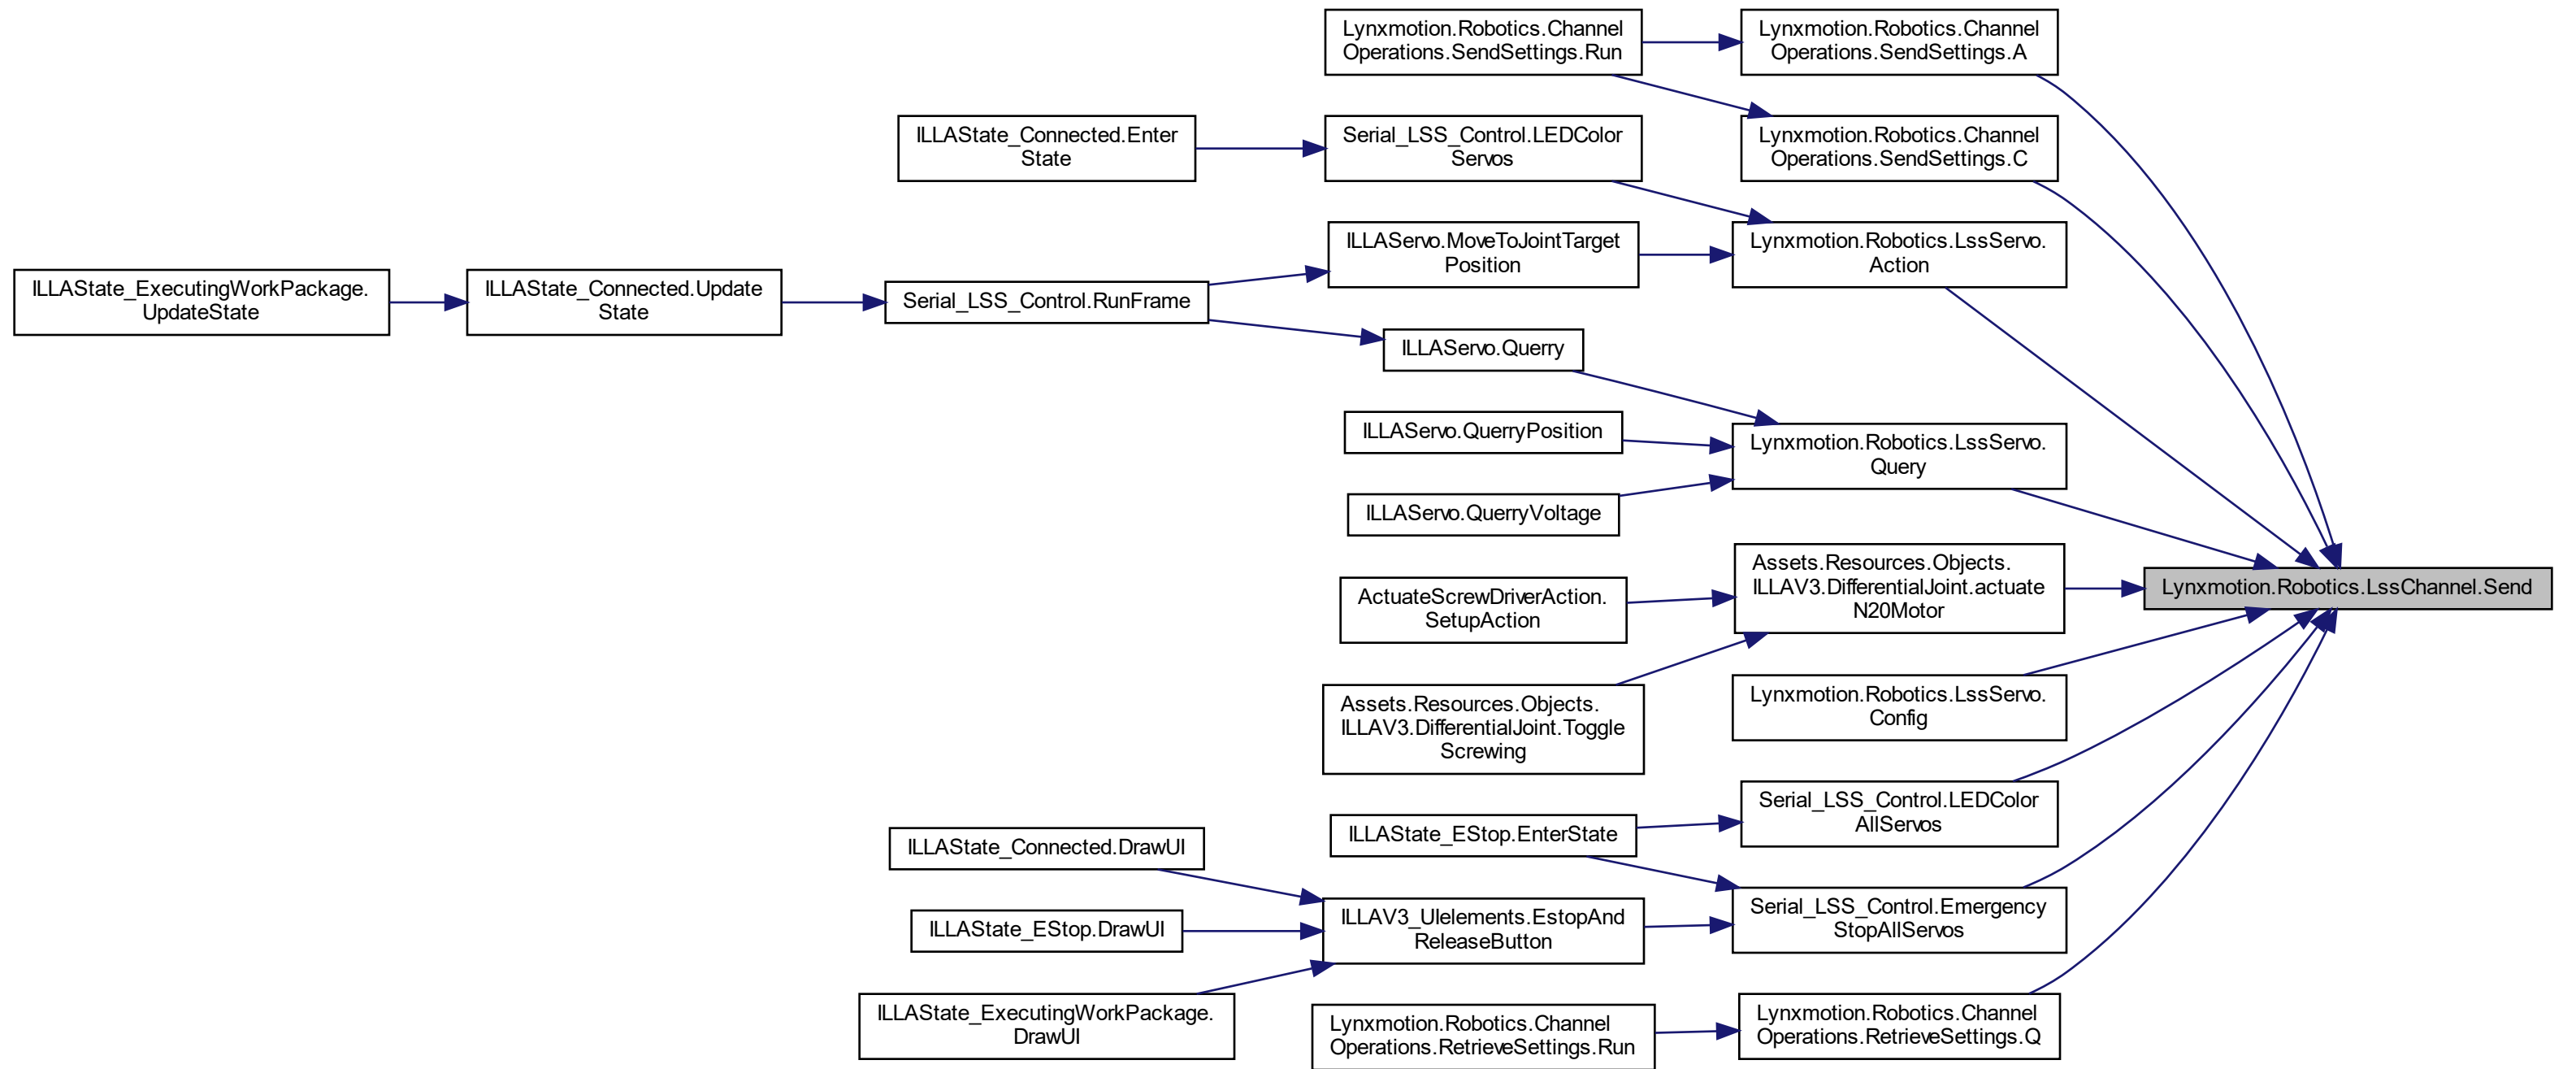 Lynxmotion.Robotics.Channel
Operations.SendSettings.Run
Lynxmotion.Robotics.Channel
Operations.SendSettings.A
ILLAState_Connected.Enter
State
Serial_LSS_Control.LEDColor
Servos
Lynxmotion.Robotics.Channel
Operations.SendSettings.C
ILLAState_ExecutingWorkPackage.
UpdateState
ILLAState_Connected.Update
State
Serial_LSS_Control.RunFrame
ILLAServo.MoveToJointTarget
Position
Lynxmotion.Robotics.LssServo.
Action
ILLAServo.Querry
ILLAServo.QuerryPosition
Lynxmotion.Robotics.LssServo.
Query
ILLAServo.QuerryVoltage
ActuateScrewDriverAction.
SetupAction
Assets.Resources.Objects.
ILLAV3.DifferentialJoint.actuate
N20Motor
Lynxmotion.Robotics.LssChannel.Send
Assets.Resources.Objects.
ILLAV3.DifferentialJoint.Toggle
Screwing
Lynxmotion.Robotics.LssServo.
Config
Serial_LSS_Control.LEDColor
AllServos
ILLAState_EStop.EnterState
ILLAState_Connected.DrawUI
ILLAState_EStop.DrawUI
ILLAV3_UIelements.EstopAnd
ReleaseButton
Serial_LSS_Control.Emergency
StopAllServos
ILLAState_ExecutingWorkPackage.
DrawUI
Lynxmotion.Robotics.Channel
Operations.RetrieveSettings.Run
Lynxmotion.Robotics.Channel
Operations.RetrieveSettings.Q